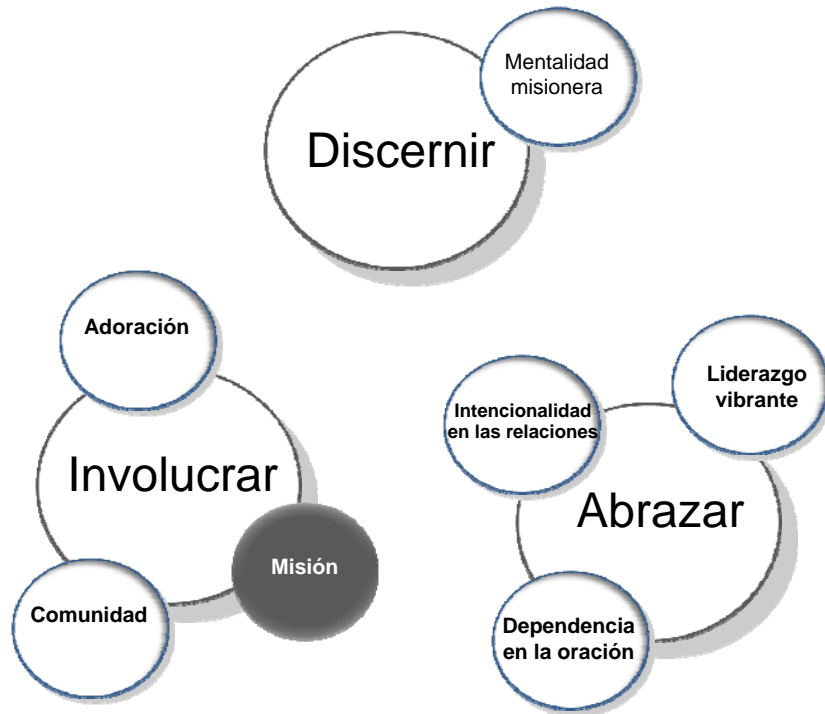 Mentalidad
misionera
Discernir
Adoración
Involucrar
Misión
Comunidad
Liderazgo
vibrante
Intencionalidad
en las relaciones
Abrazar
Dependencia
en la oración